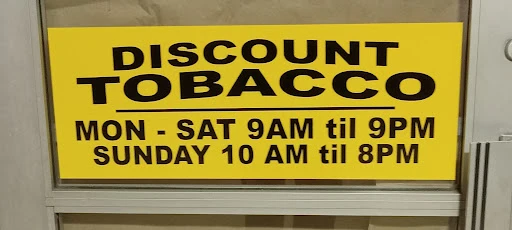 DISCOUNT
TOBACCO
MON - SAT 9AM til 9PM
SUNDAY 10 AM til 8PM